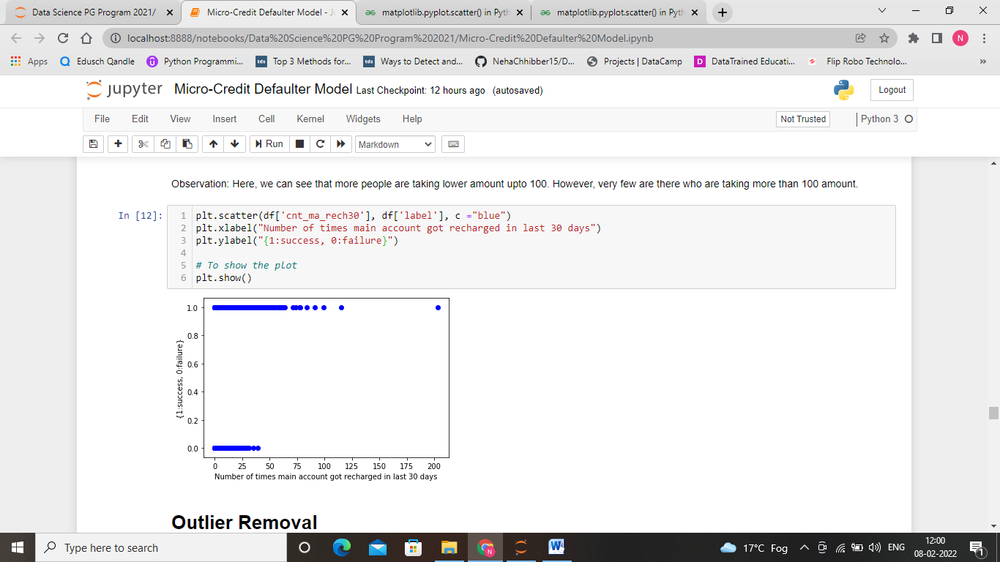 Data Science PG Program 2021/
Micro-Credit Defaulter Model - Ju
matplotlib.pyplot.scatter() in Pyth
matplotlib.pyplot.scatter() in Pyth
localhost:8888/notebooks/Data%20Science%20PG%20Program%202021/Micro-Credit%20Defaulter%20Model.ipynb
N
Apps
Edusch Qandle
Python Programmi...
tds Top 3 Methods for...
tds Ways to Detect and...
NehaChhibber15/D...
Projects | DataCamp
D DataTrained Educati...
Flip Robo Technolo...
»
jupyter Micro-Credit Defaulter Model Last Checkpoint: 12 hours ago (autosaved)
Logout
File Edit View Insert Cell Kernel Widgets Help
Not Trusted
Python 3
Run
Markdown
Observation: Here, we can see that more people are taking lower amount upto 100. However, very few are there who are taking more than 100 amount.
In [12]:
1 plt.scatter(df['cnt_ma_rech30'], df['label'], c ="blue")
2 plt.xlabel("Number of times main account got recharged in last 30 days")
3 plt.ylabel("{1:success, 0:failure}")
4
5 # To show the plot
6 plt.show()
1.0
0.8
0.6
0.4
0.2
0.0
{1:success, 0:failure}
0 25 50 75 100 125 150 175 200
Number of times main account got recharged in last 30 days
Outlier Removal
Type here to search
N
W
17°C Fog
ENG
12:00
08-02-2022
1